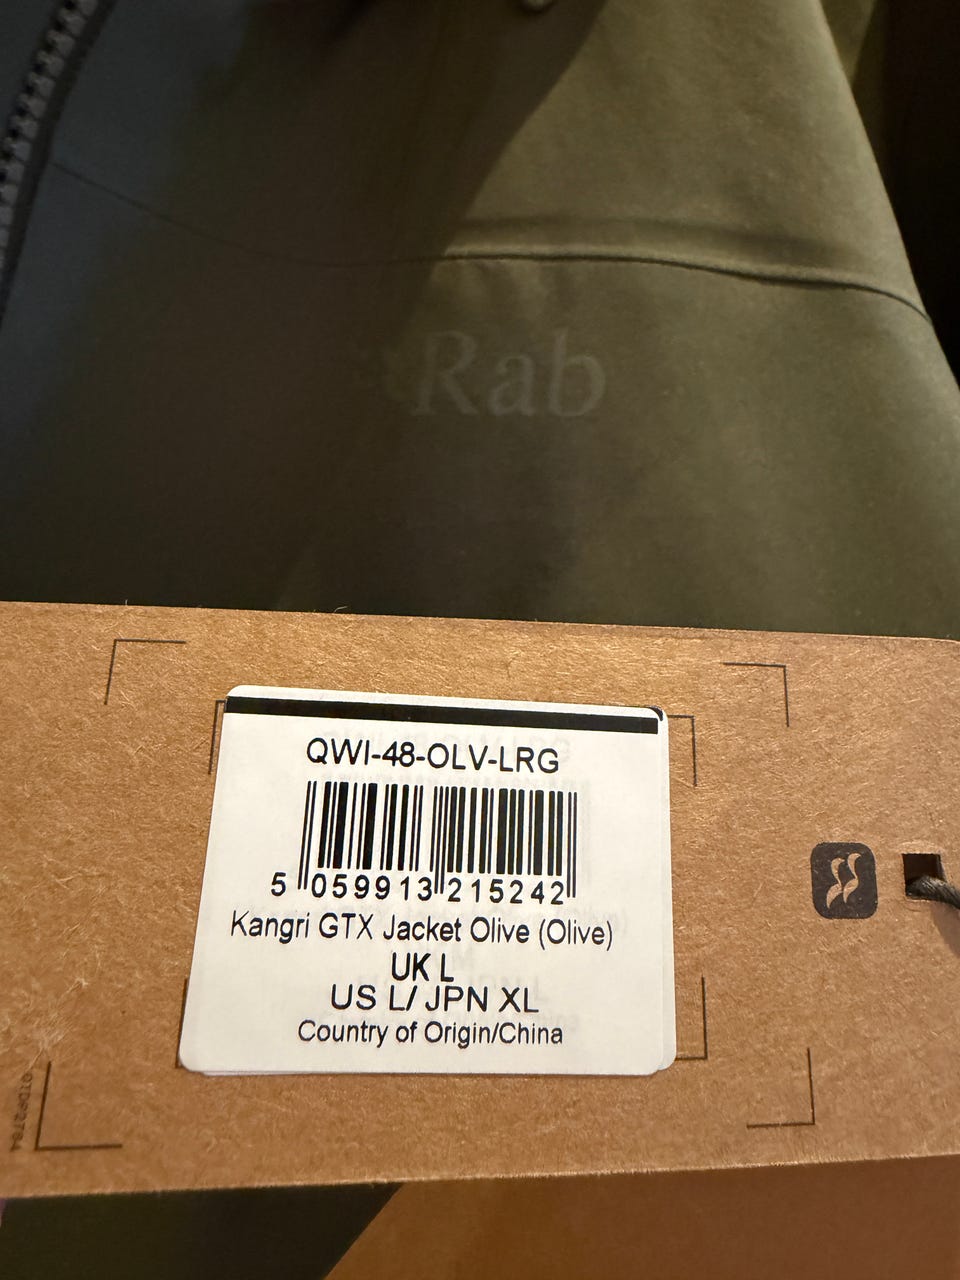 Rab
QWI-48-OLV-LRG
5 059913 215242
Kangri GTX Jacket Olive (Olive)
UK L
US L/ JPN XL
Country of Origin/China